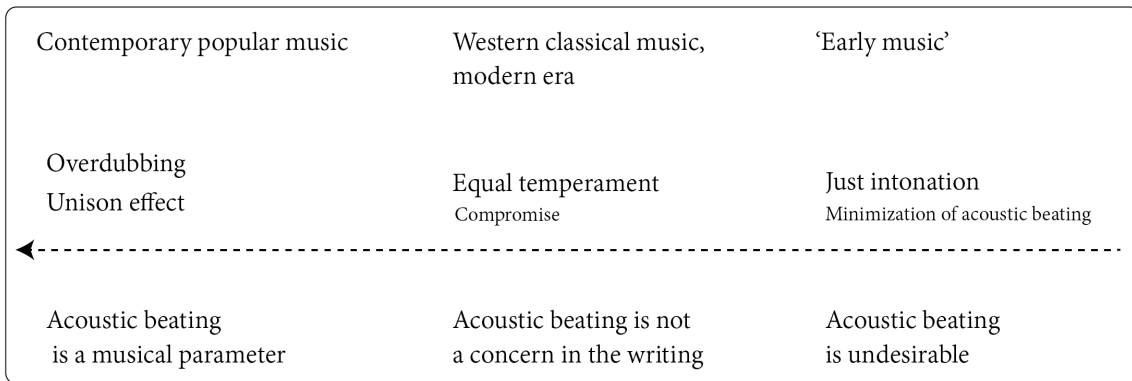 Contemporary popular music
Western classical music,
modern era
‘Early music’
Overdubbing
Unison effect
Equal temperament
Compromise
Just intonation
Minimization of acoustic beating
Acoustic beating
is a musical parameter
Acoustic beating is not
a concern in the writing
Acoustic beating
is undesirable